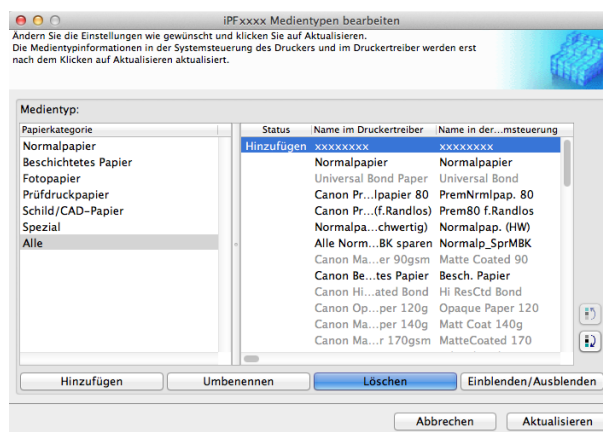 iPFxxxx Medientypen bearbeiten
Ändern Sie die Einstellungen wie gewünscht und klicken Sie auf Aktualisieren.
Die Medientypinformationen in der Systemsteuerung des Druckers und im Druckertreiber werden erst
nach dem Klicken auf Aktualisieren aktualisiert.
Medientyp:
Papierkategorie
Normalpapier
Beschichtetes Papier
Fotopapier
Prüfdruckpapier
Schild/CAD-Papier
Spezial
Alle
Status Name im Druckertreiber Name in der...msteuerung
Hinzufügen xxxxxxxx xxxxxxxx
Normalpapier Normalpapier
Universal Bond Paper Universal Bond
Canon Pr...lpapier 80 PremNrmlpap. 80
Canon Pr...(f.Randlos) Prem80 f.Randlos
Normalpa...chwertig) Normalpap. (HW)
Alle Norm...BK sparen Normalp_SprMBK
Canon Ma...er 90gsm Matte Coated 90
Canon Be...tes Papier Besch. Papier
Canon Hi...ated Bond Hi ResCtd Bond
Canon Op...per 120g Opaque Paper 120
Canon Ma...per 140g Matt Coat 140g
Canon Ma...r 170gsm MatteCoated 170
Hinzufügen Umbenennen Löschen Einblenden/Ausblenden
Abbrechen Aktualisieren